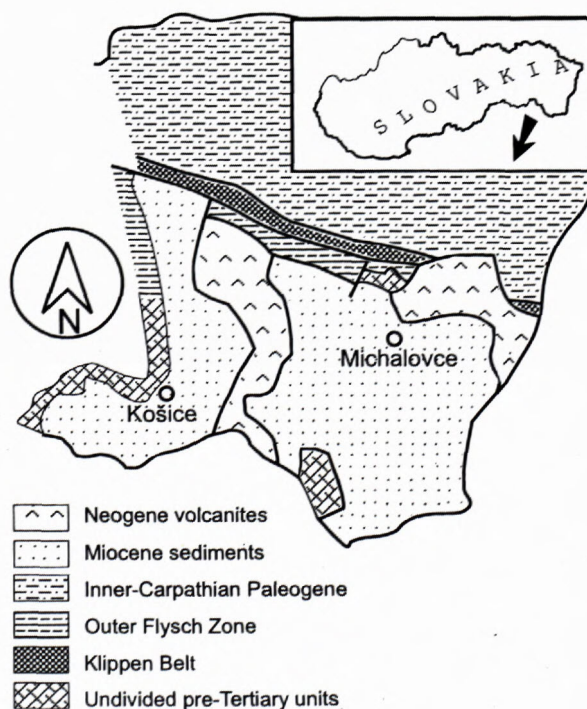 SLOVAKIA
N
Michalovce
Košice
Neogene volcanites
Miocene sediments
Inner-Carpathian Paleogene
Outer Flysch Zone
Klippen Belt
Undivided pre-Tertiary units